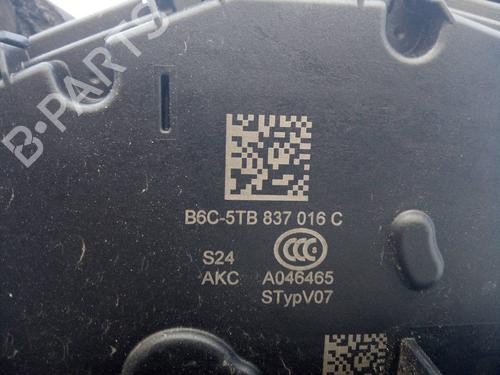 B-PARTS
B6C-5TB 837 016 C
S24
AKC A046465
STypV07